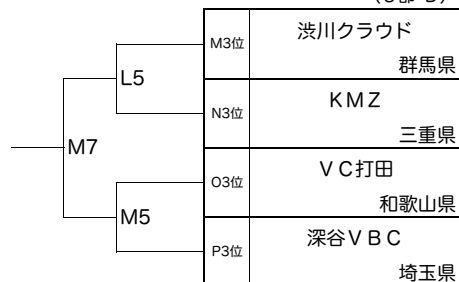 M3位 渋川クラウド
群馬県
L5
N3位 KMZ
三重県
M7
O3位 VC打田
和歌山県
M5
P3位 深谷VBC
埼玉県